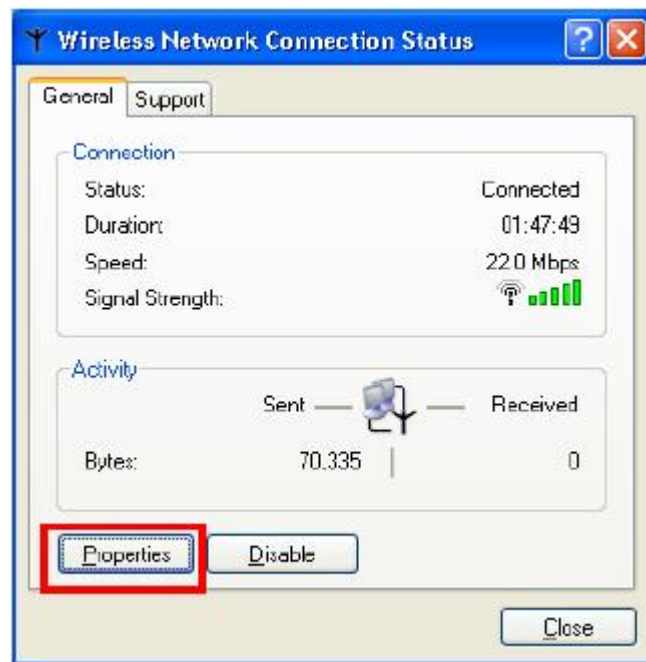 Wireless Network Connection Status
General Support
Connection
Status: Connected
Duration: 01:47:49
Speed: 22.0 Mbps
Signal Strength:
Activity
Sent Received
Bytes: 70,335 0
Properties Disable
Close